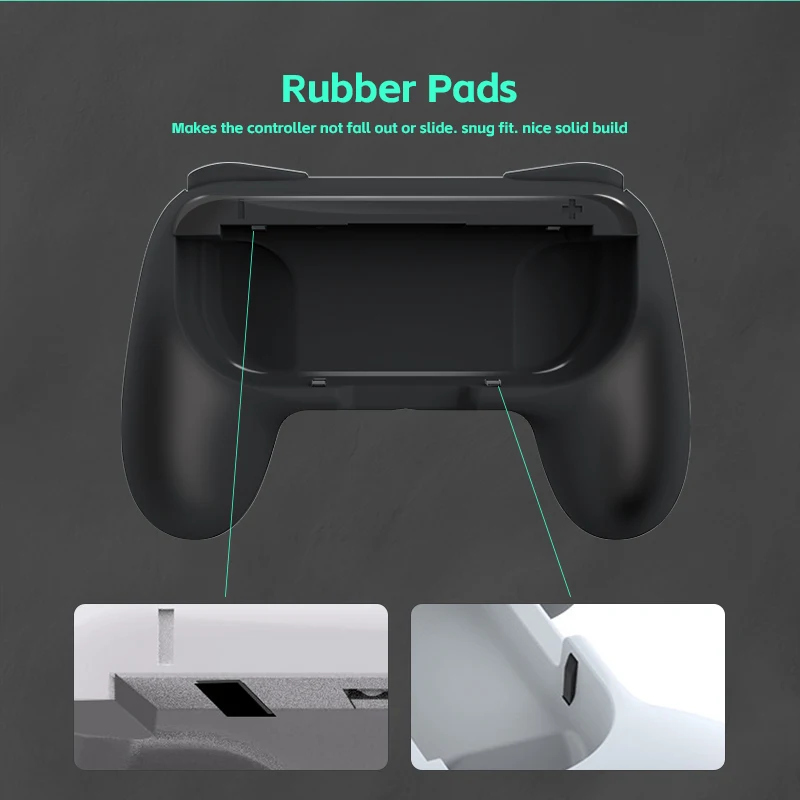 Rubber Pads
Makes the controller not fall out or slide. snug fit. nice solid build